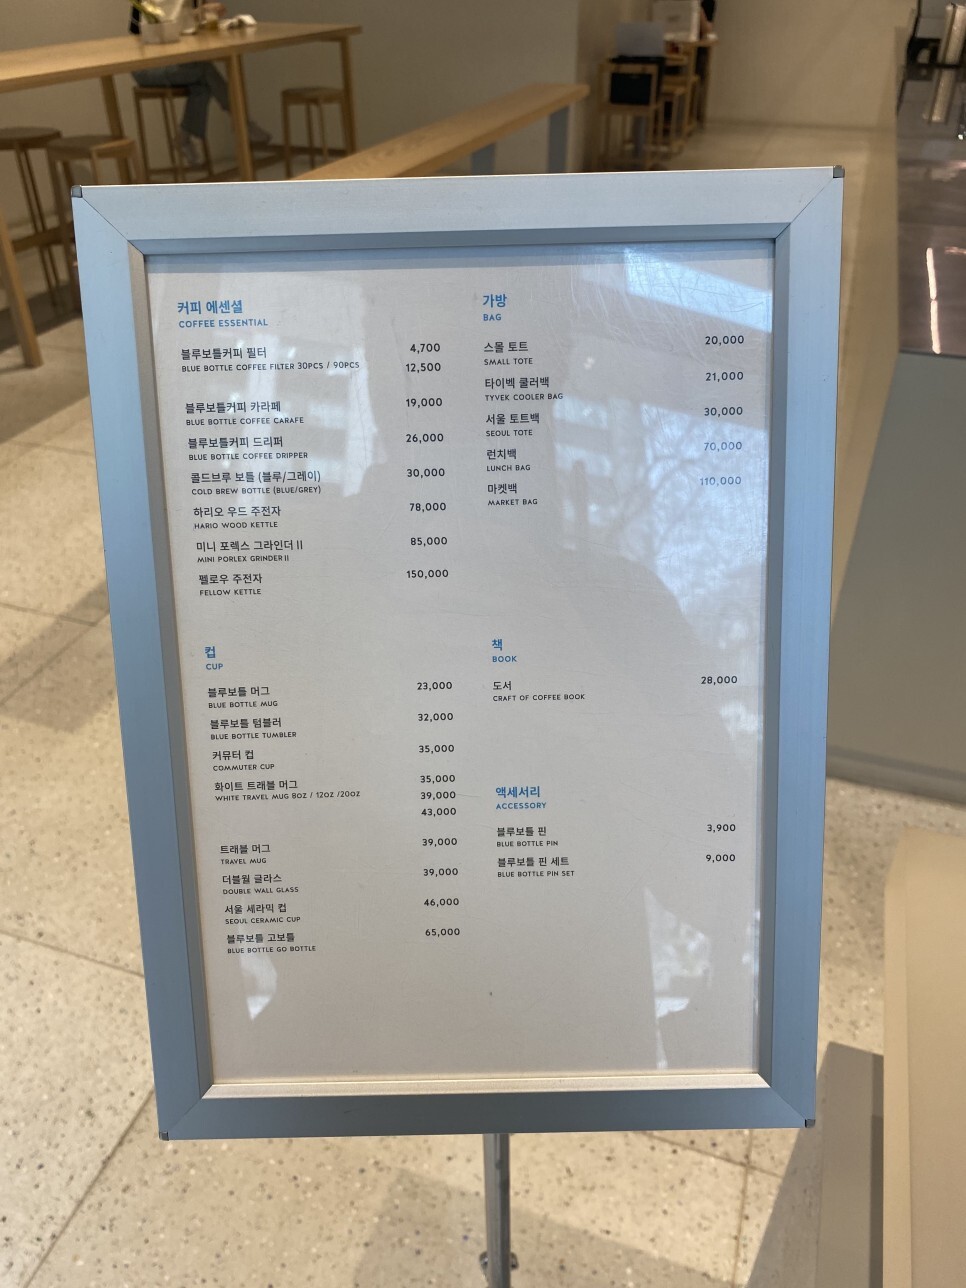 커피 에센셜
COFFEE ESSENTIAL
블루보틀커피 필터 4,700
BLUE BOTTLE COFFEE FILTER 30PCS / 90PCS 12,500
블루보틀커피 카라페 19,000
BLUE BOTTLE COFFEE CARAFE
블루보틀커피 드리퍼 26,000
BLUE BOTTLE COFFEE DRIPPER
콜드브루 보틀 (블루/그레이) 30,000
COLD BREW BOTTLE (BLUE/GREY)
하리오 우드 주전자 78,000
HARIO WOOD KETTLE
미니 포렉스 그라인더 II 85,000
MINI PORLEX GRINDER II
펠로우 주전자 150,000
FELLOW KETTLE
컵
CUP
블루보틀 머그 23,000
BLUE BOTTLE MUG
블루보틀 텀블러 32,000
BLUE BOTTLE TUMBLER
커뮤터 컵 35,000
COMMUTER CUP
화이트 트래블 머그 35,000
WHITE TRAVEL MUG 8OZ / 12OZ /20OZ 39,000
43,000
트래블 머그 39,000
TRAVEL MUG
더블월 글라스 39,000
DOUBLE WALL GLASS
서울 세라믹 컵 46,000
SEOUL CERAMIC CUP
블루보틀 고보틀 65,000
BLUE BOTTLE GO BOTTLE
가방
BAG
스몰 토트 20,000
SMALL TOTE
타이벡 쿨러백 21,000
TYVEK COOLER BAG
서울 토트백 30,000
SEOUL TOTE
런치백 70,000
LUNCH BAG
마켓백 110,000
MARKET BAG
책
BOOK
도서 28,000
CRAFT OF COFFEE BOOK
액세서리
ACCESSORY
블루보틀 핀 3,900
BLUE BOTTLE PIN
블루보틀 핀 세트 9,000
BLUE BOTTLE PIN SET